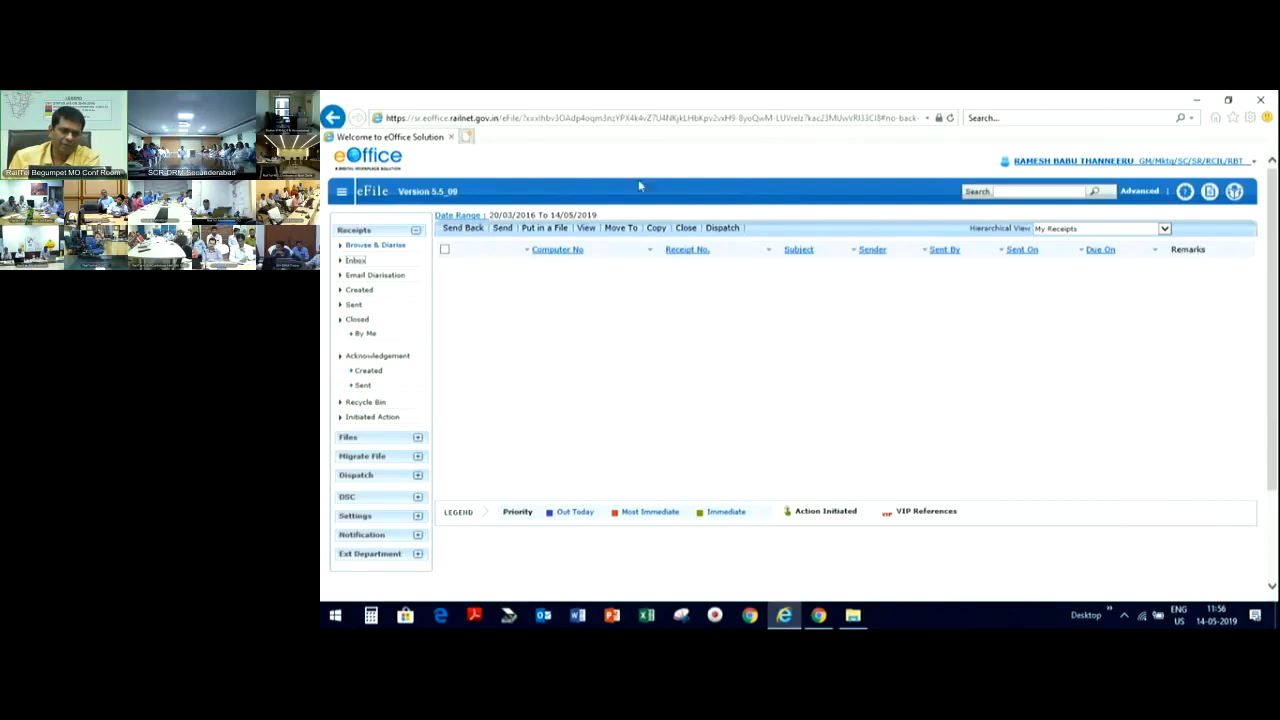 LEGEND
RailTel Begumpet MO Conf Room
SCR-DRM-Secunderabad
Welcome to eOffice Solution
Search...
eOffice
A DIGITAL WORKPLACE SOLUTION
RAMESH BABU THANNEERU GM/Mktg/SC/SR/RCIL/RBT
eFile Version 5.5_09
Search
Advanced
Date Range : 20/03/2016 To 14/05/2019
Send Back Send Put in a File View Move To Copy Close Dispatch
Hierarchical View My Receipts
Computer No Receipt No. Subject Sender Sent By Sent On Due On Remarks
Receipts
Browse & Diarise
Inbox
Email Diarisation
Created
Sent
Closed
By Me
Acknowledgement
Created
Sent
Recycle Bin
Initiated Action
Files
Migrate File
Dispatch
DSC
Settings
Notification
Ext Department
LEGEND Priority Out Today Most Immediate Immediate Action Initiated VIP VIP References
Desktop
ENG
US
11:56
14-05-2019